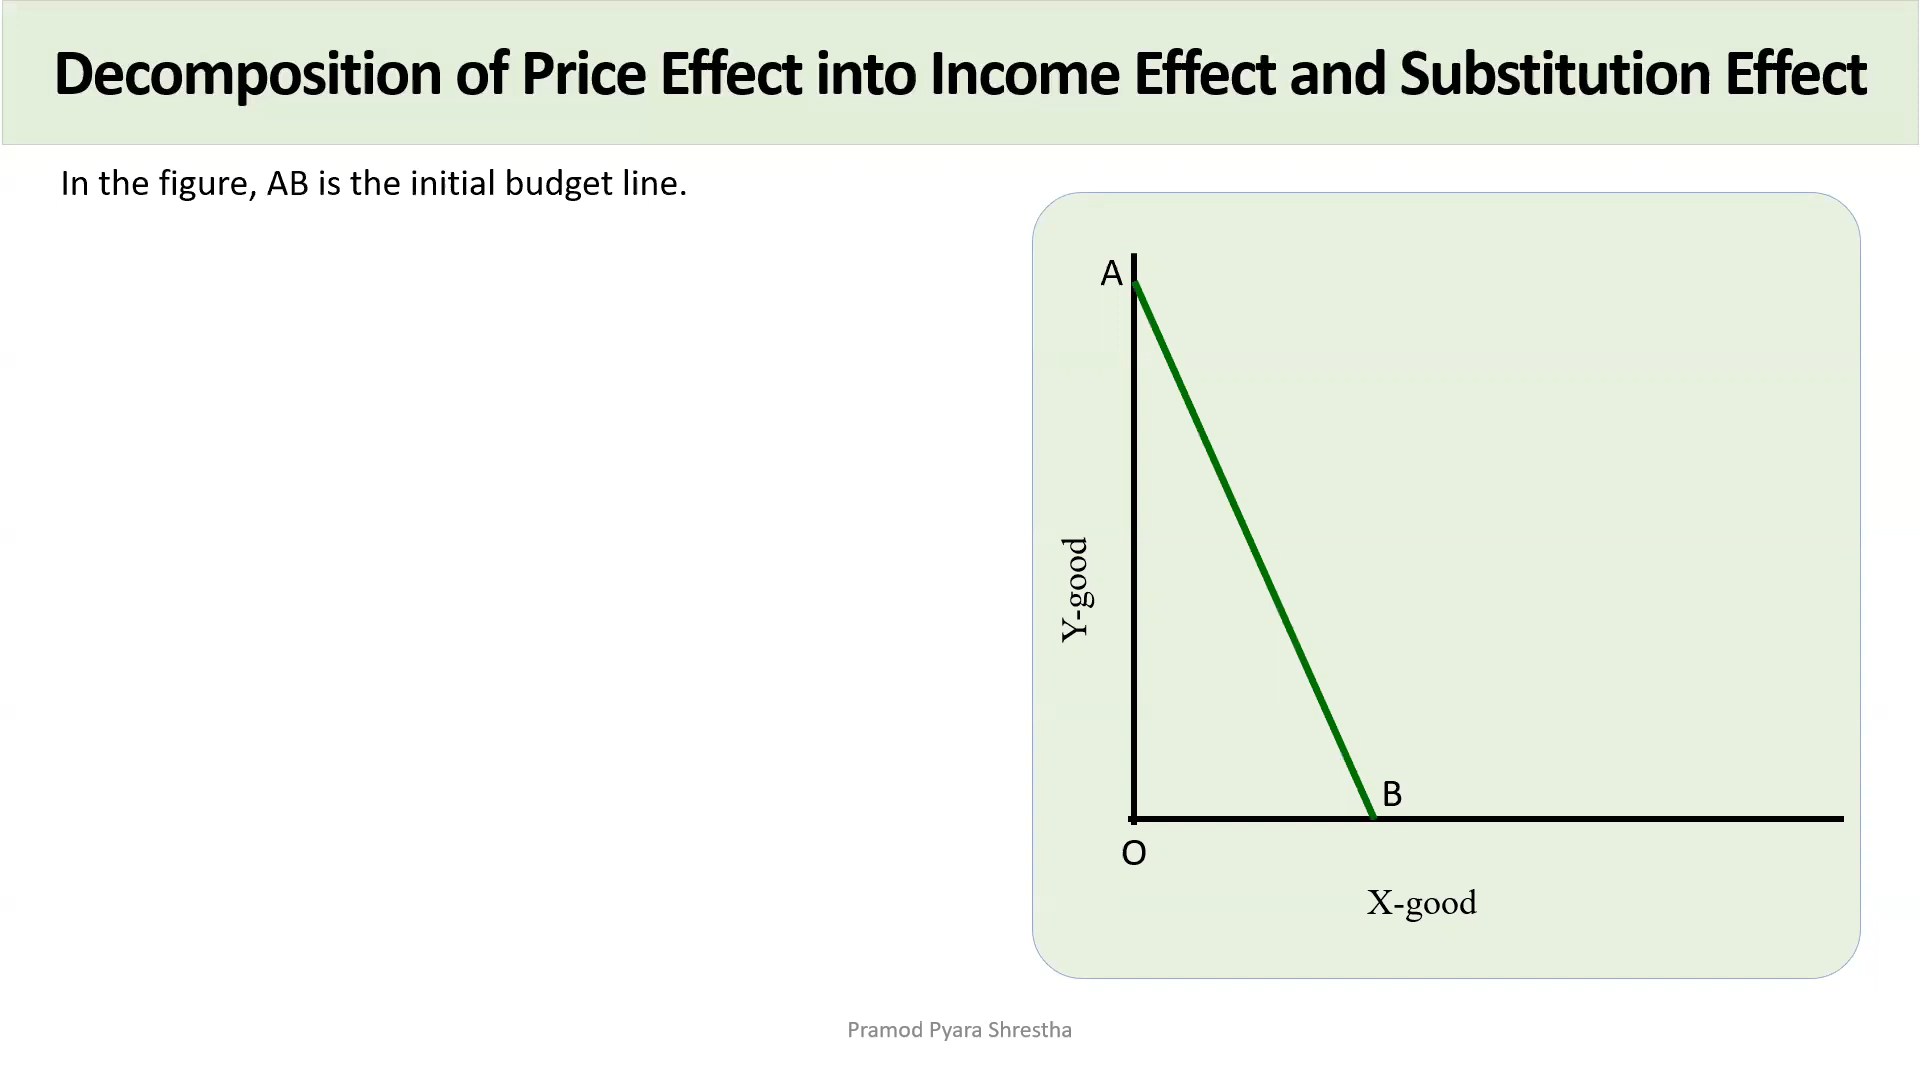 Decomposition of Price Effect into Income Effect and Substitution Effect
In the figure, AB is the initial budget line.
A
Y-good
B
O
X-good
Pramod Pyara Shrestha